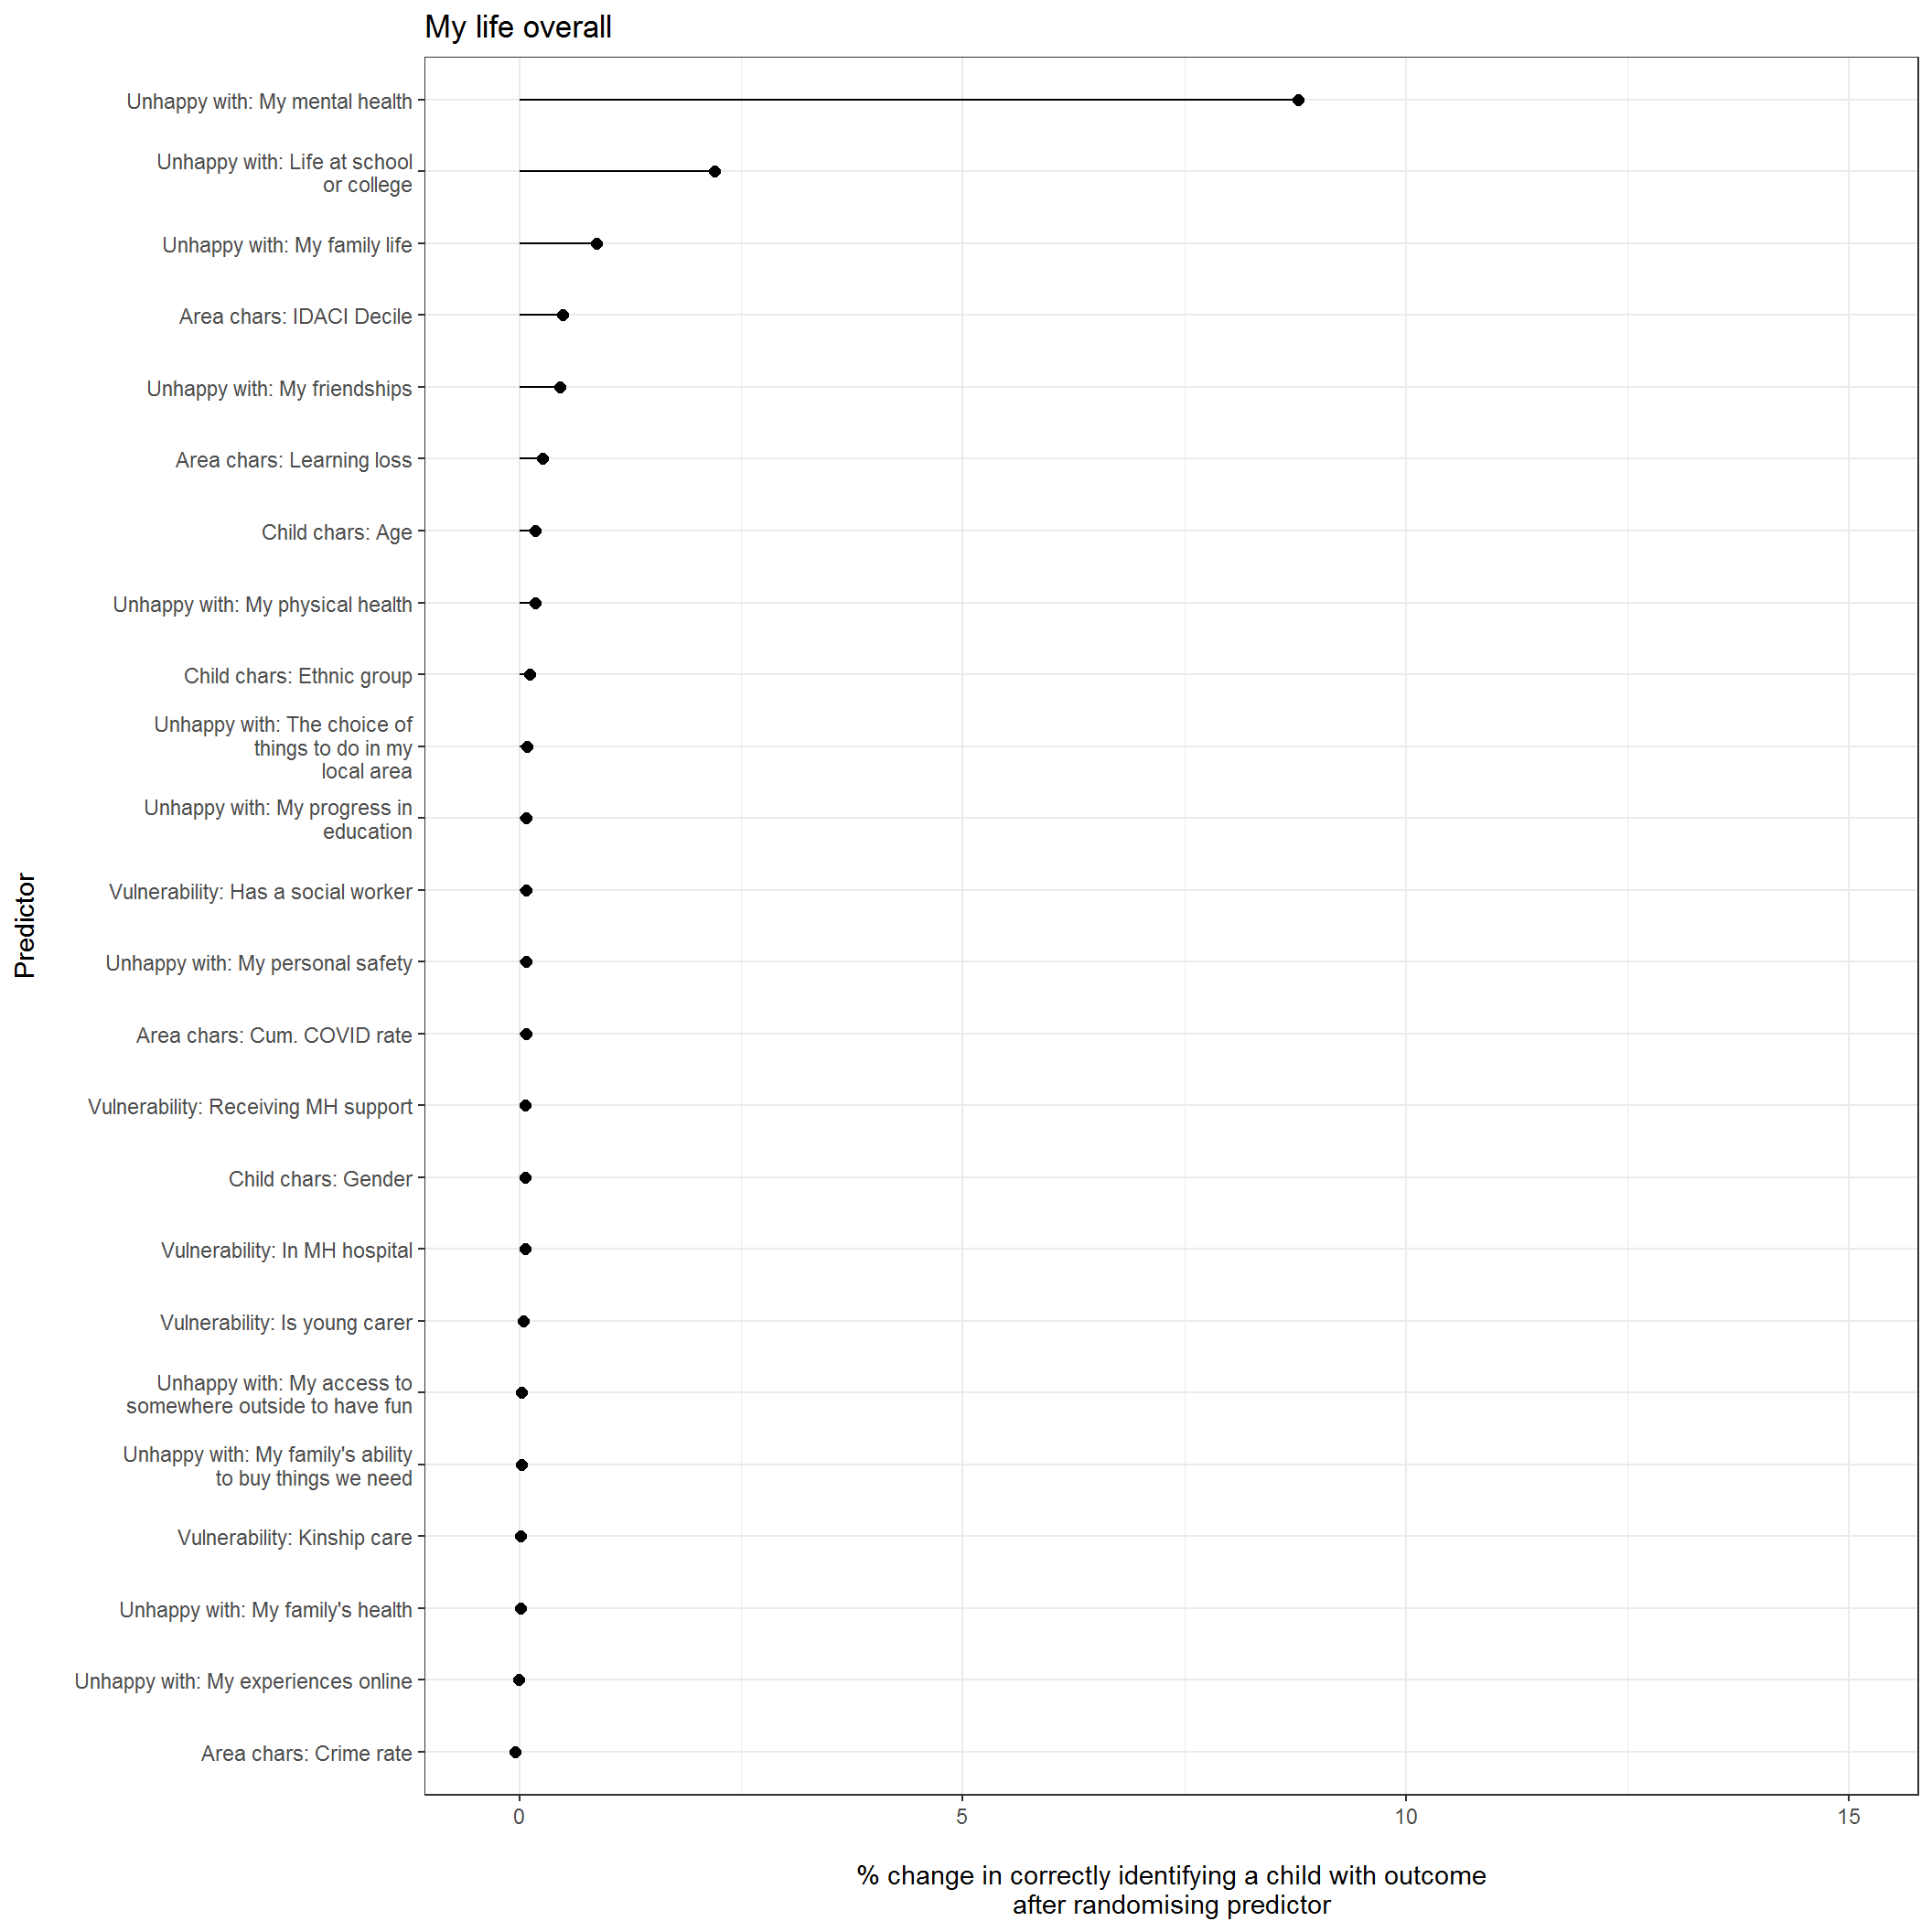 My life overall
Unhappy with: My mental health
Unhappy with: Life at school
or college
Unhappy with: My family life
Area chars: IDACI Decile
Unhappy with: My friendships
Area chars: Learning loss
Child chars: Age
Unhappy with: My physical health
Child chars: Ethnic group
Unhappy with: The choice of
things to do in my
local area
Unhappy with: My progress in
education
Vulnerability: Has a social worker
Unhappy with: My personal safety
Area chars: Cum. COVID rate
Vulnerability: Receiving MH support
Child chars: Gender
Vulnerability: In MH hospital
Vulnerability: Is young carer
Unhappy with: My access to
somewhere outside to have fun
Unhappy with: My family's ability
to buy things we need
Vulnerability: Kinship care
Unhappy with: My family's health
Unhappy with: My experiences online
Area chars: Crime rate
Predictor
0 5 10 15
% change in correctly identifying a child with outcome
after randomising predictor